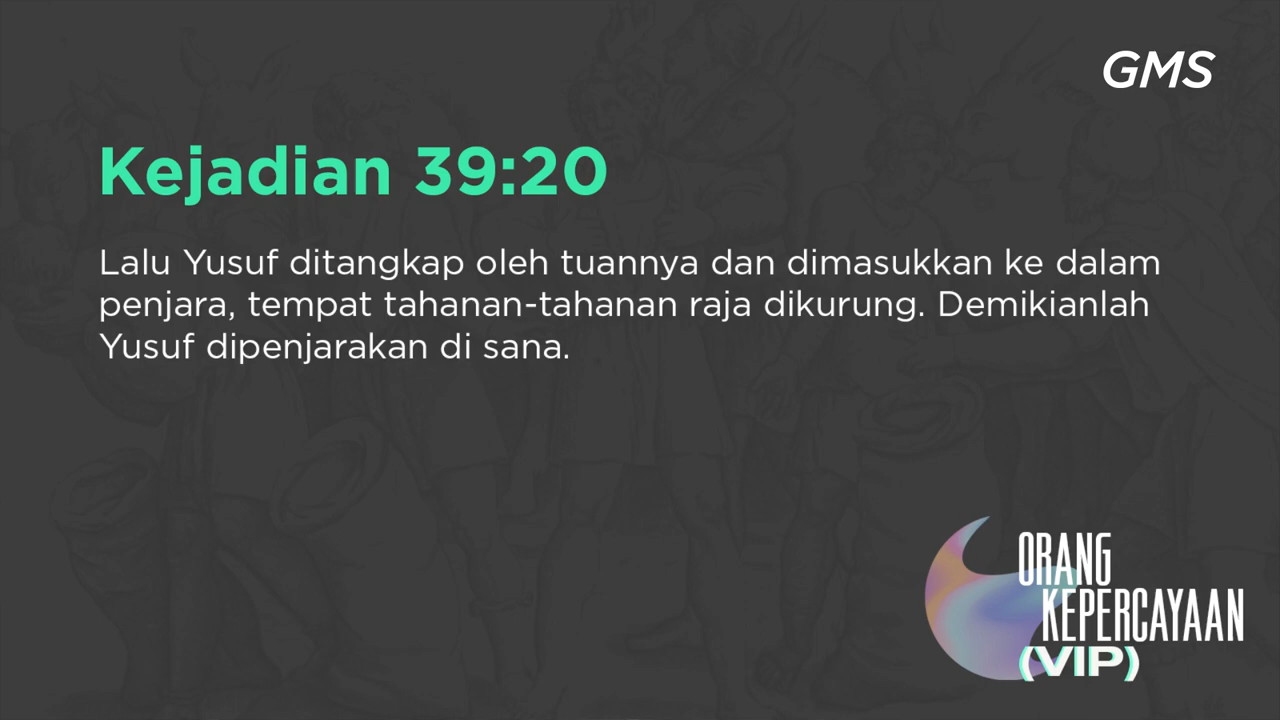 GMS
Kejadian 39:20
Lalu Yusuf ditangkap oleh tuannya dan dimasukkan ke dalam
penjara, tempat tahanan-tahanan raja dikurung. Demikianlah
Yusuf dipenjarakan di sana.
ORANG
KEPERCAYAAN
(VIP)